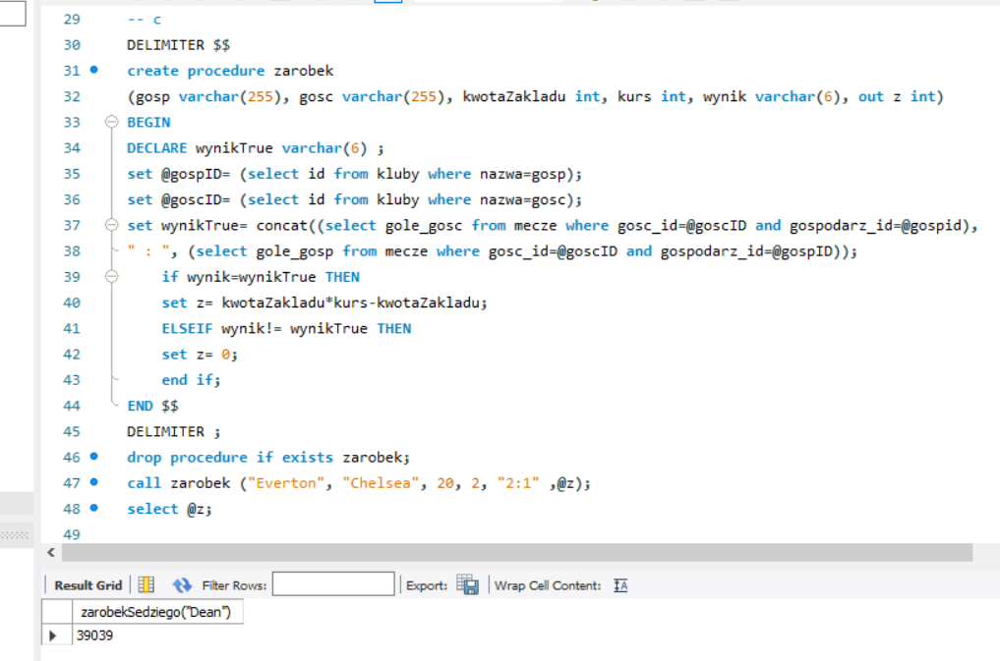 29 -- c
30 DELIMITER $$
31 create procedure zarobek
32 (gosp varchar(255), gosc varchar(255), kwotaZakladu int, kurs int, wynik varchar(6), out z int)
33 BEGIN
34 DECLARE wynikTrue varchar(6) ;
35 set @gospID= (select id from kluby where nazwa=gosp);
36 set @goscID= (select id from kluby where nazwa=gosc);
37 set wynikTrue= concat((select gole_gosc from mecze where gosc_id=@goscID and gospodarz_id=@gospid),
38 " : ", (select gole_gosp from mecze where gosc_id=@goscID and gospodarz_id=@gospID));
39 if wynik=wynikTrue THEN
40 set z= kwotaZakladu*kurs-kwotaZakladu;
41 ELSEIF wynik!= wynikTrue THEN
42 set z= 0;
43 end if;
44 END $$
45 DELIMITER ;
46 drop procedure if exists zarobek;
47 call zarobek ("Everton", "Chelsea", 20, 2, "2:1" ,@z);
48 select @z;
49
Result Grid Filter Rows: Export: Wrap Cell Content:
zarobekSedziego("Dean")
39039